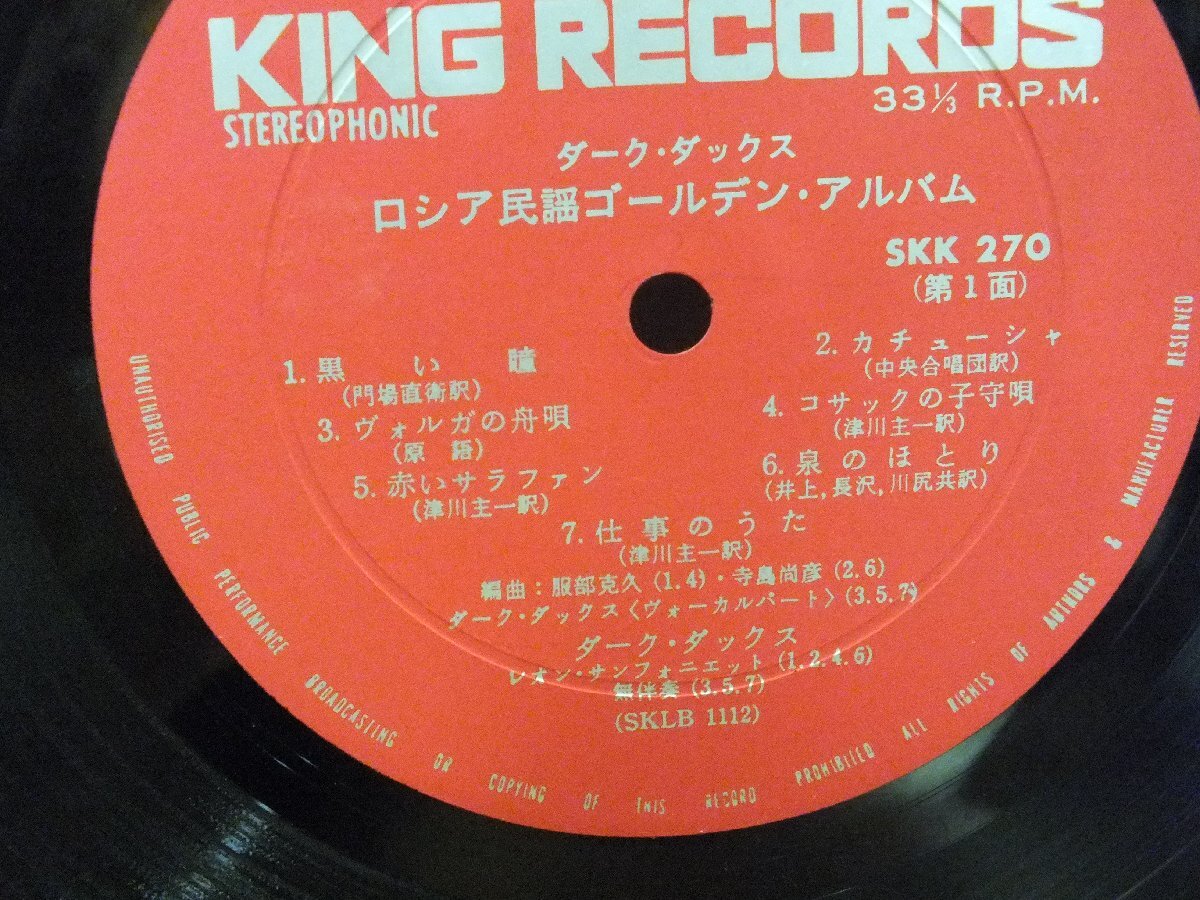 KING RECORDS
STEREOPHONIC
33 1/3 R.P.M.
ダーク・ダックス
ロシア民謡ゴールデン・アルバム
SKK 270
(第1面)
1. 黒い瞳
(門場直衛訳)
2. カチューシャ
(中央合唱団訳)
3. ヴォルガの舟唄
(原語)
4. コサックの子守唄
(津川主一訳)
5. 赤いサラファン
(津川主一訳)
6. 泉のほとり
(井上,長沢,川尻共訳)
7. 仕事のうた
(津川主一訳)
編曲：服部克久(1.4)・寺島尚彦(2.6)
ダーク・ダックス〈ヴォーカルパート〉(3.5.7)
ダーク・ダックス
レオン・サンフォニエット(1.2.4.6)
無伴奏(3.5.7)
(SKLB 1112)
UNAUTHORISED PUBLIC PERFORMANCE BROADCASTING OR COPYING OF THIS RECORD PROHIBITED ALL RIGHTS OF AUTHORS & MANUFACTURER RESERVED